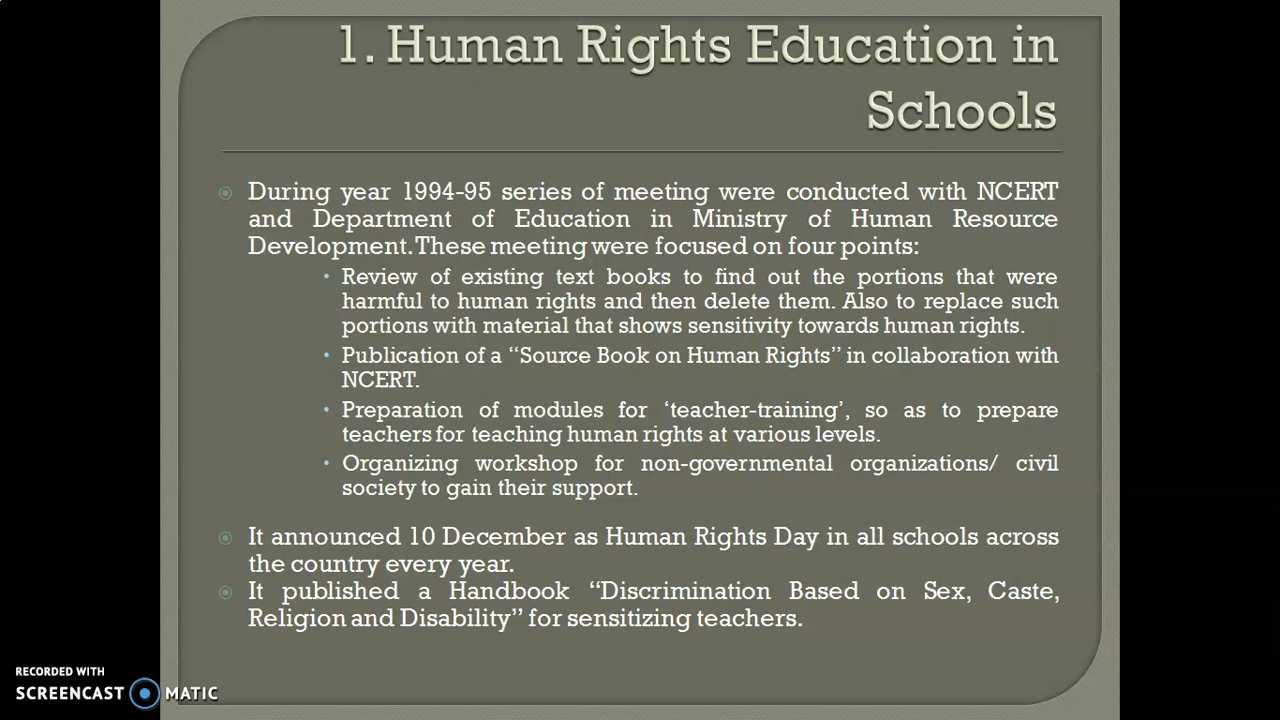 1. Human Rights Education in
Schools
During year 1994-95 series of meeting were conducted with NCERT
and Department of Education in Ministry of Human Resource
Development. These meeting were focused on four points:
• Review of existing text books to find out the portions that were
harmful to human rights and then delete them. Also to replace such
portions with material that shows sensitivity towards human rights.
• Publication of a “Source Book on Human Rights” in collaboration with
NCERT.
• Preparation of modules for ‘teacher-training’, so as to prepare
teachers for teaching human rights at various levels.
• Organizing workshop for non-governmental organizations/ civil
society to gain their support.
It announced 10 December as Human Rights Day in all schools across
the country every year.
It published a Handbook “Discrimination Based on Sex, Caste,
Religion and Disability” for sensitizing teachers.
RECORDED WITH
SCREENCAST MATIC